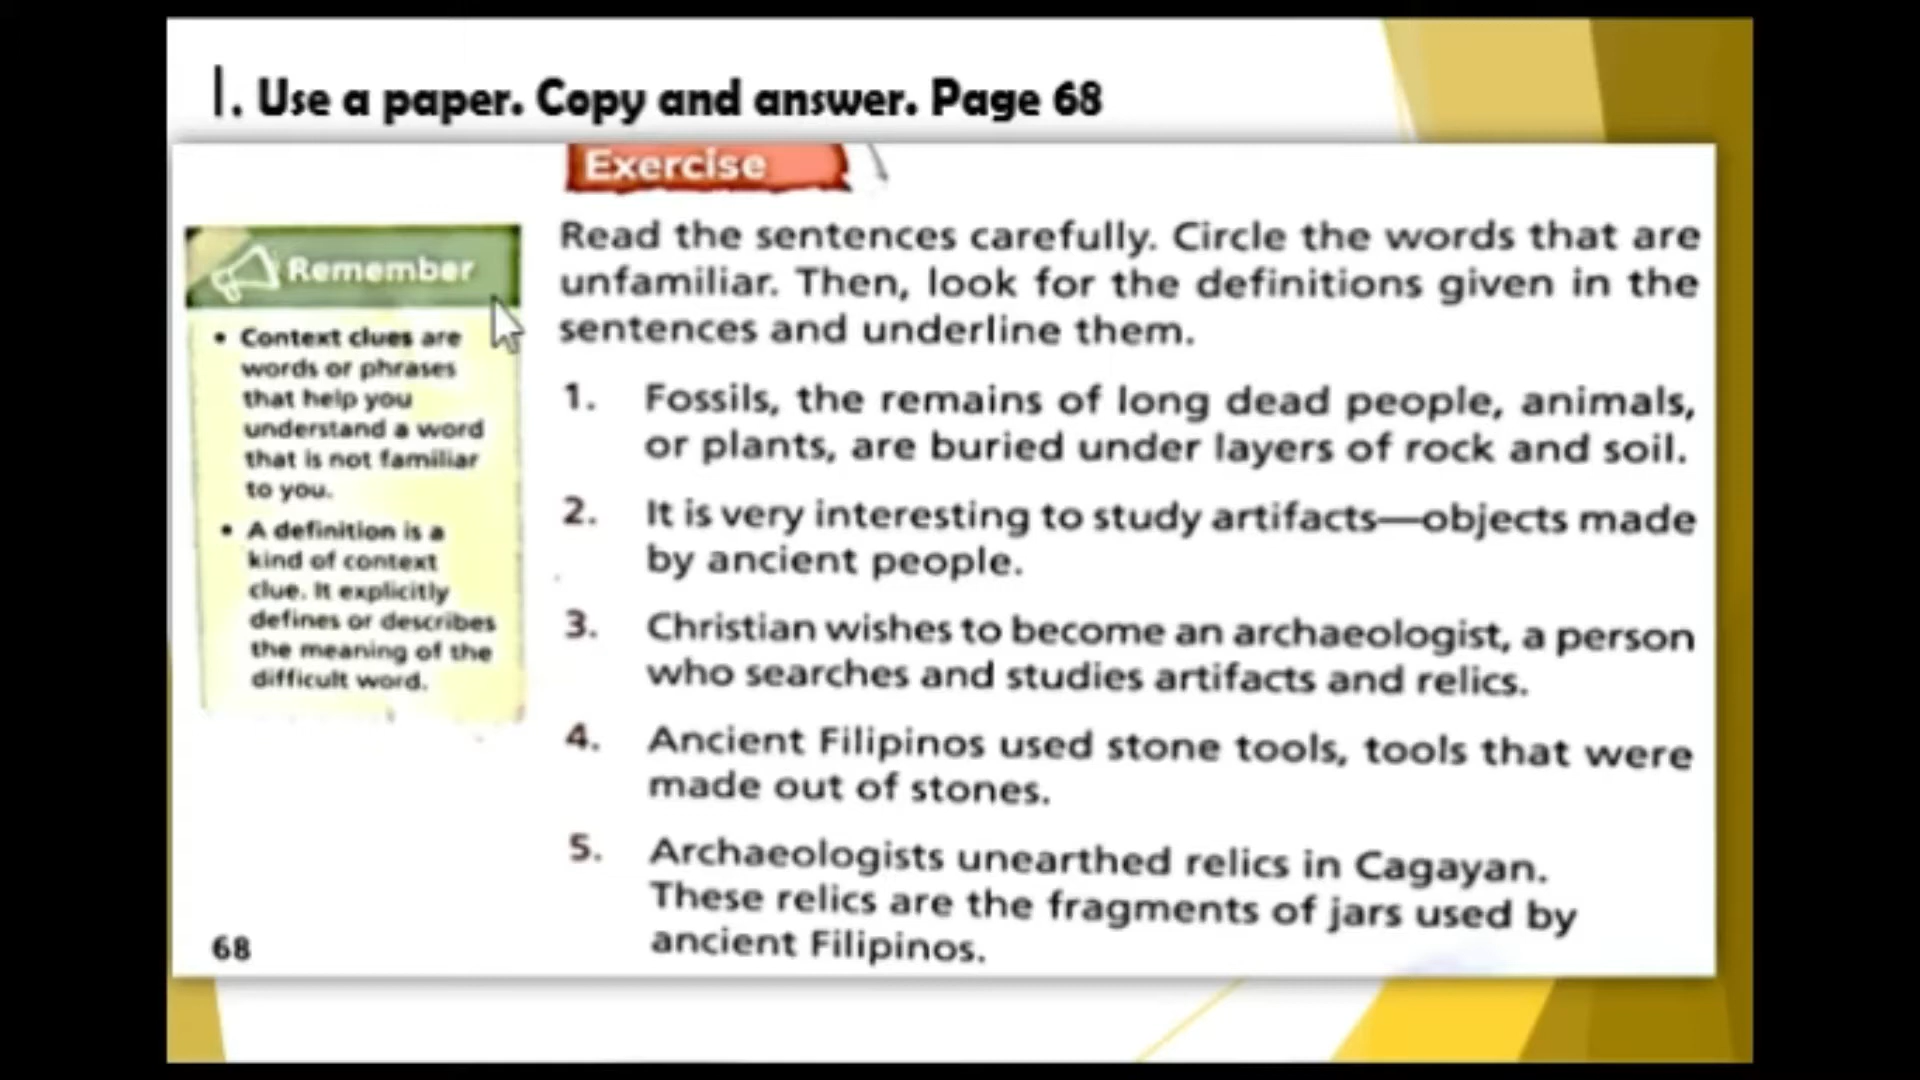 1. Use a paper. Copy and answer. Page 68
Exercise
Remember
• Context clues are
words or phrases
that help you
understand a word
that is not familiar
to you.
• A definition is a
kind of context
clue. It explicitly
defines or describes
the meaning of the
difficult word.
Read the sentences carefully. Circle the words that are
unfamiliar. Then, look for the definitions given in the
sentences and underline them.
1. Fossils, the remains of long dead people, animals,
or plants, are buried under layers of rock and soil.
2. It is very interesting to study artifacts—objects made
by ancient people.
3. Christian wishes to become an archaeologist, a person
who searches and studies artifacts and relics.
4. Ancient Filipinos used stone tools, tools that were
made out of stones.
5. Archaeologists unearthed relics in Cagayan.
These relics are the fragments of jars used by
ancient Filipinos.
68